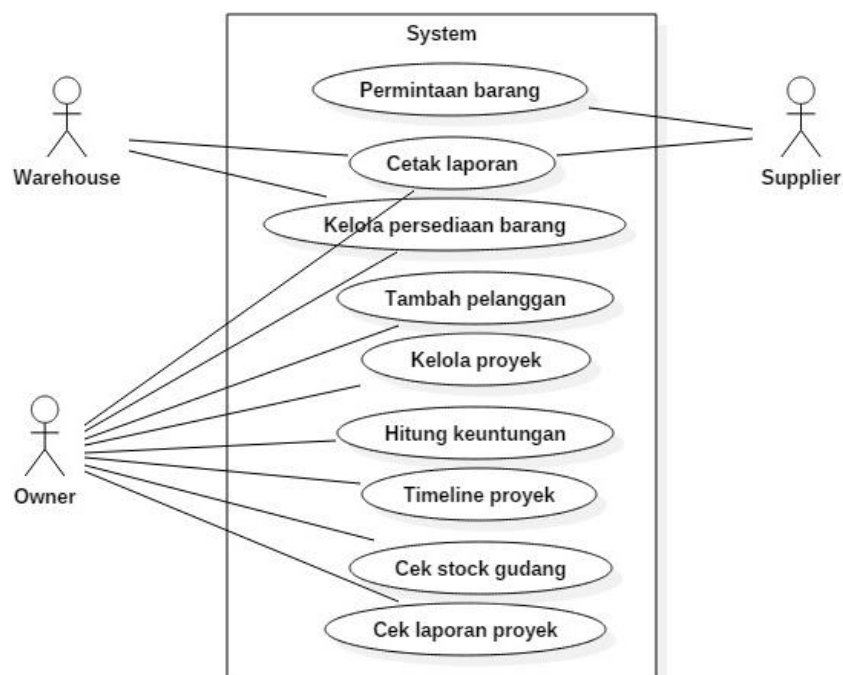 System
Permintaan barang
Warehouse
Cetak laporan
Supplier
Kelola persediaan barang
Tambah pelanggan
Kelola proyek
Hitung keuntungan
Owner
Timeline proyek
Cek stock gudang
Cek laporan proyek